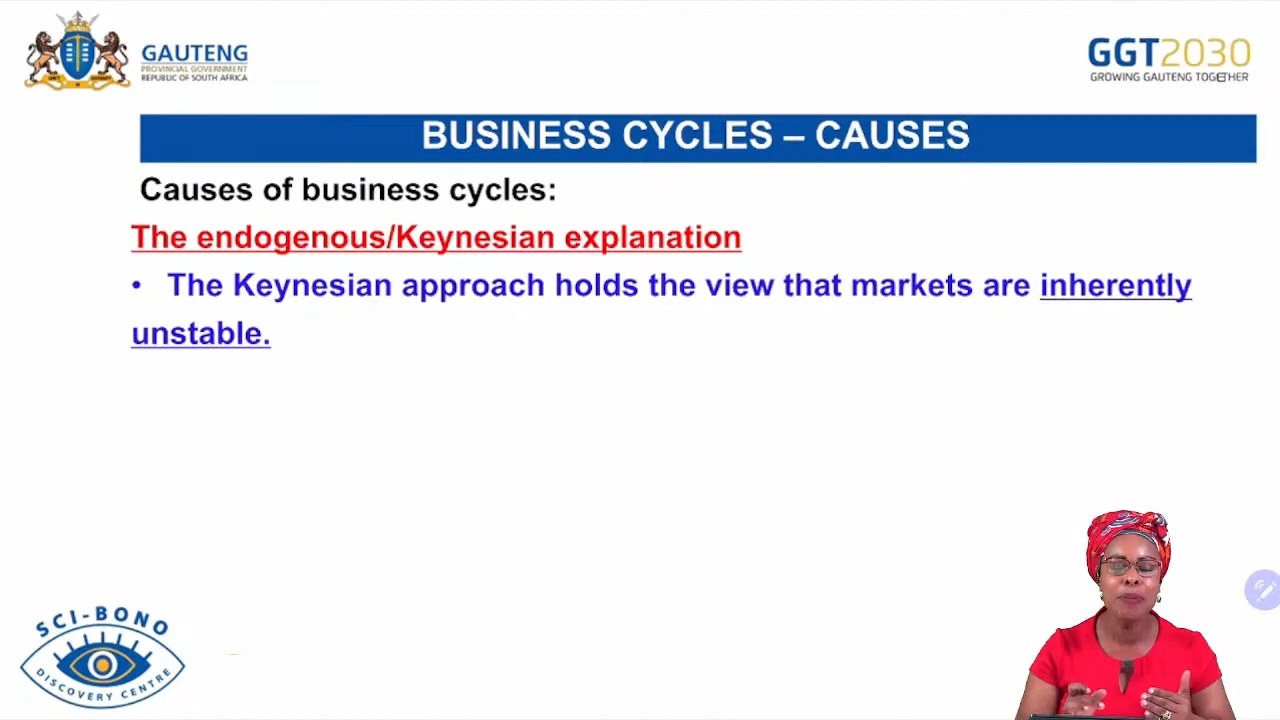 GAUTENG
PROVINCIAL GOVERNMENT
REPUBLIC OF SOUTH AFRICA
GGT2030
GROWING GAUTENG TOGETHER
BUSINESS CYCLES – CAUSES
Causes of business cycles:
The endogenous/Keynesian explanation
• The Keynesian approach holds the view that markets are inherently
unstable.
SCI-BONO
DISCOVERY CENTRE